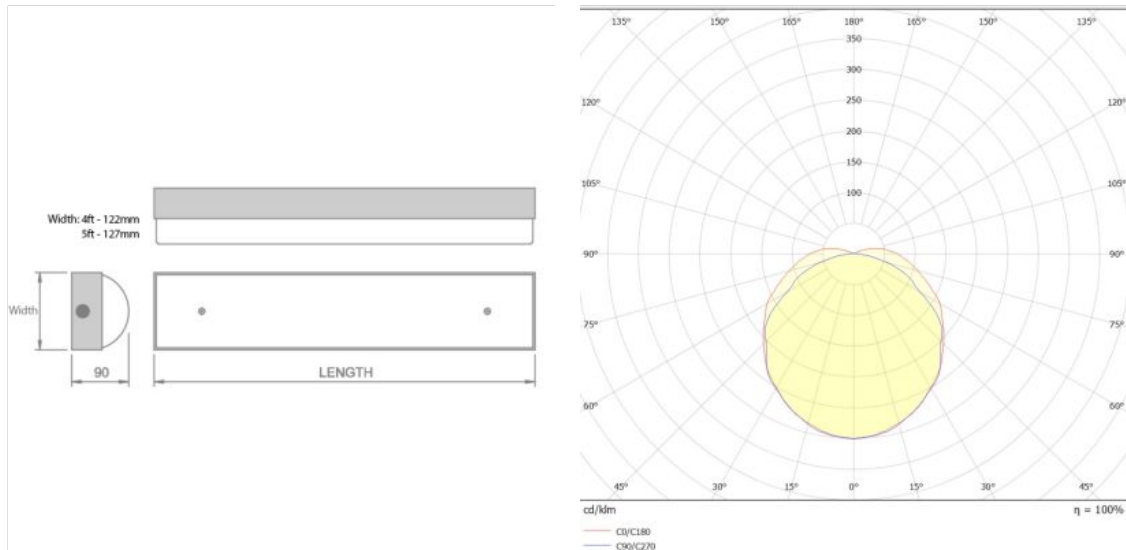 Width: 4ft - 122mm
5ft - 127mm
Width
90
LENGTH
135° 165° 180° 165° 150° 135°
150°
350
300
250
200
150
100
120° 120°
105° 105°
90° 90°
75° 75°
60° 60°
45° 30° 15° 0° 15° 30° 45°
cd/klm η = 100%
C0/C180
C90/C270